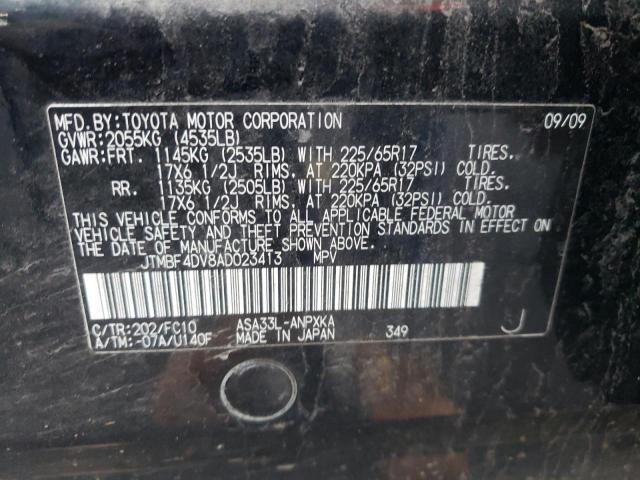 MFD.BY:TOYOTA MOTOR CORPORATION 09/09
GVWR:2055KG (4535LB)
GAWR:FRT. 1145KG (2535LB) WITH 225/65R17 TIRES.
17X6 1/2J RIMS. AT 220KPA (32PSI) COLD.
RR. 1135KG (2505LB) WITH 225/65R17 TIRES.
17X6 1/2J RIMS. AT 220KPA (32PSI) COLD.
THIS VEHICLE CONFORMS TO ALL APPLICABLE FEDERAL MOTOR
VEHICLE SAFETY AND THEFT PREVENTION STANDARDS IN EFFECT ON
THE DATE OF MANUFACTURE SHOWN ABOVE.
JTMBF4DV8AD023413 MPV
C/TR:202/FC10 ASA33L-ANPXKA
A/TM:-07A/U140F MADE IN JAPAN 349 J